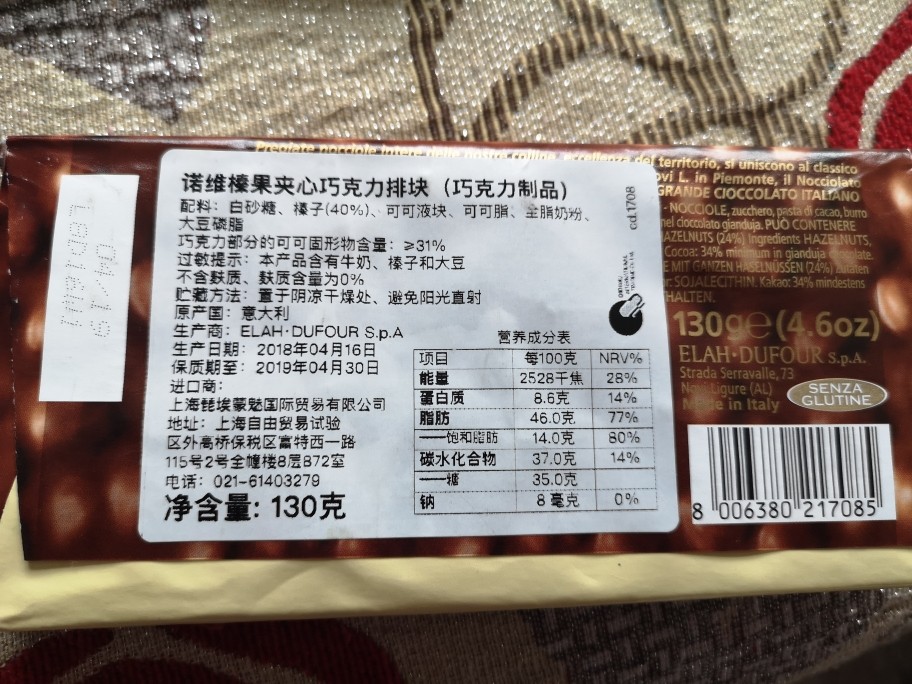 Pregiate nocciole intere delle nostre colline, eccellenza del territorio, si uniscono al classico
ovi L. in Piemonte, il Nocciolato
GRANDE CIOCCOLATO ITALIANO
NOCCIOLE, zucchero, pasta di cacao, burro
nel cioccolato gianduja. PUÒ CONTENERE
HAZELNUTS (24%) Ingredients HAZELNUTS,
Cocoa: 34% minimum in gianduja
E MIT GANZEN HASELNÜSSEN (24%) Zutaten
SOJALECITHIN. Kakao: 34% mindestens
HALTEN.
130g e (4.6oz)
ELAH·DUFOUR S.p.A.
Strada Serravalle, 73
Novi Ligure (AL)
Made in Italy
SENZA
GLUTINE
8 006380 217085
04/19
诺维榛果夹心巧克力排块（巧克力制品）
配料：白砂糖、榛子(40%)、可可液块、可可脂、全脂奶粉、
大豆磷脂
巧克力部分的可可固形物含量：≥31%
过敏提示：本产品含有牛奶、榛子和大豆
不含麸质、麸质含量为0%
贮藏方法：置于阴凉干燥处、避免阳光直射
原产国：意大利
生产商：ELAH·DUFOUR S.p.A
生产日期：2018年04月16日
保质期至：2019年04月30日
进口商：
上海琵埃蒙魅国际贸易有限公司
地址：上海自由贸易试验
区外高桥保税区富特西一路
115号2号全幢楼8层872室
电话：021-61403279
净含量：130克
营养成分表
项目 每100克 NRV%
能量 2528千焦 28%
蛋白质 8.6克 14%
脂肪 46.0克 77%
——饱和脂肪 14.0克 80%
碳水化合物 37.0克 14%
——糖 35.0克
钠 8 毫克 0%
ccd.1708